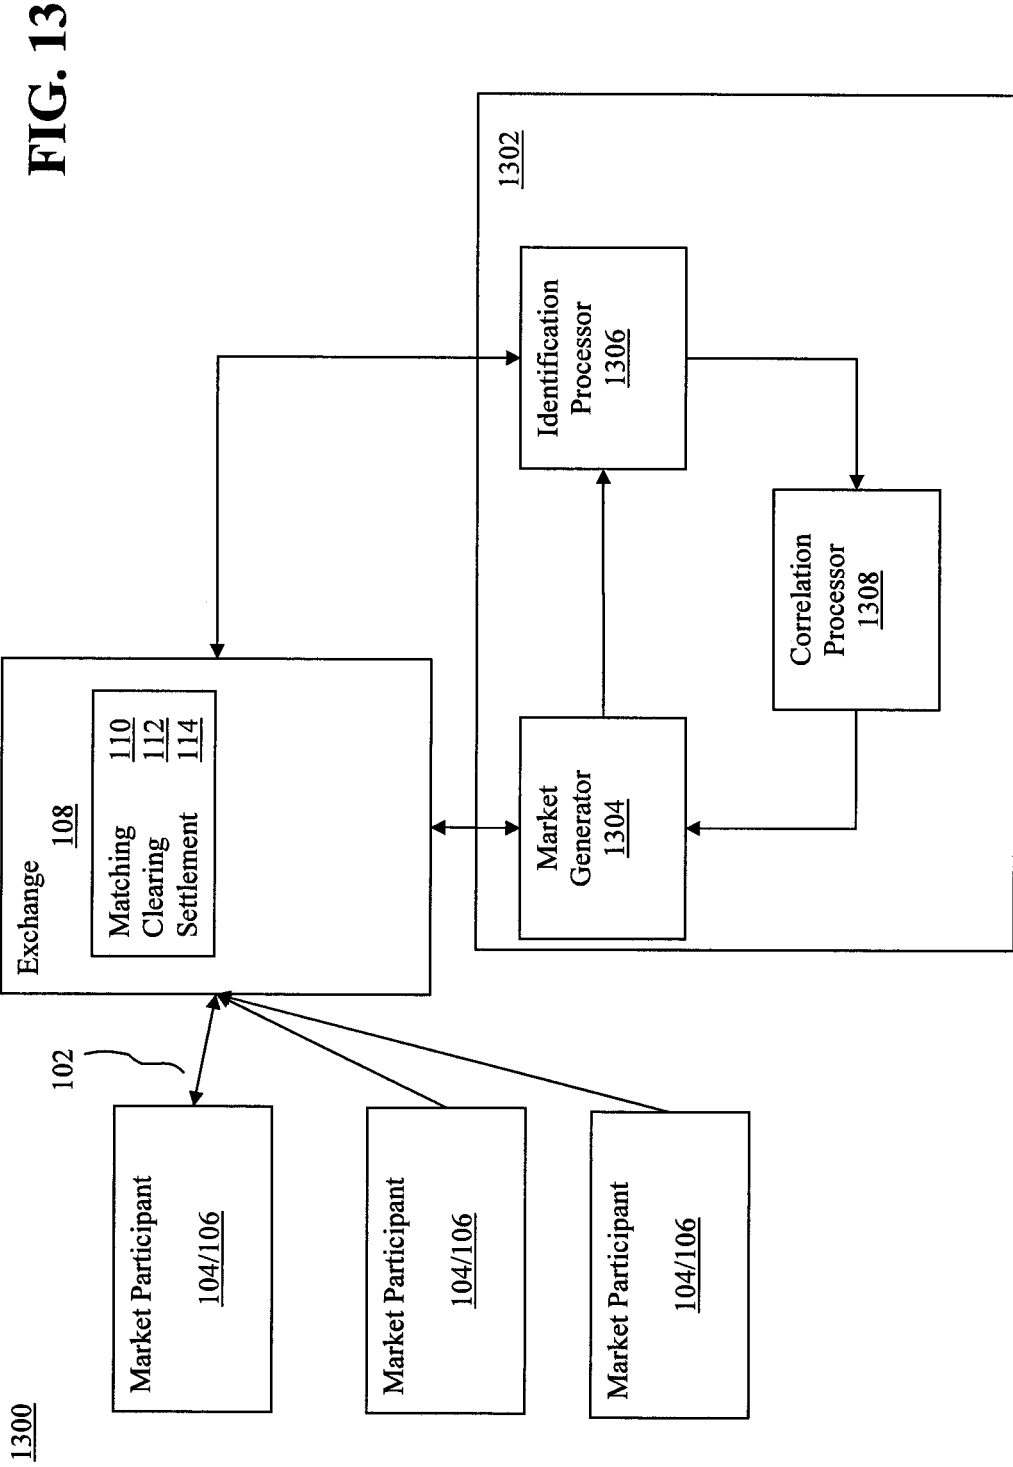 FIG. 13
1300
Market Participant
104/106
Market Participant
104/106
Market Participant
104/106
102
Exchange
108
Matching 110
Clearing 112
Settlement 114
1302
Market
Generator
1304
Identification
Processor
1306
Correlation
Processor
1308